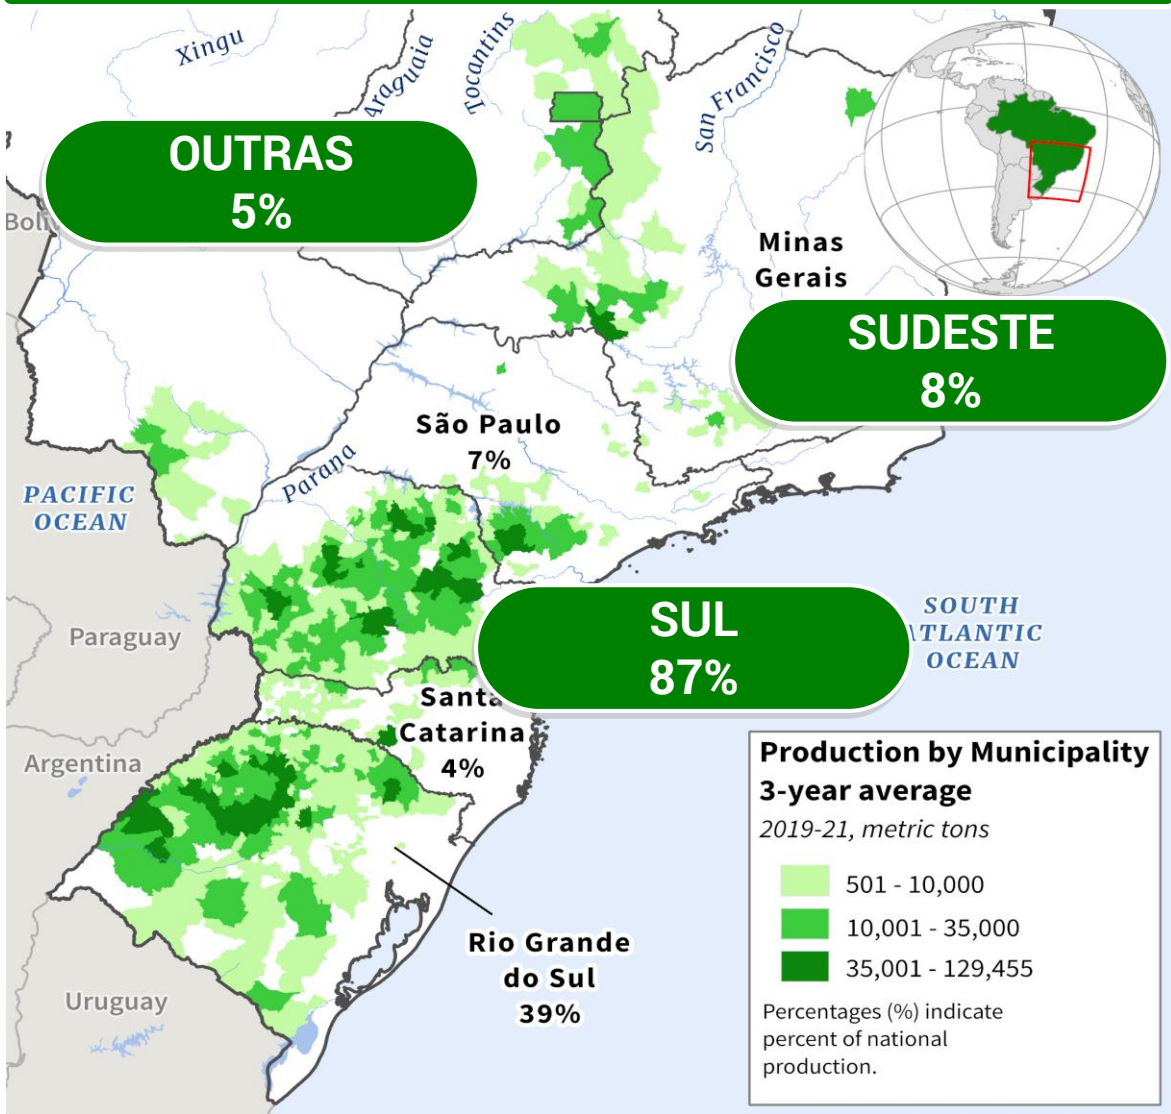 Xingu
Araguaia
Tocantins
San Francisco
OUTRAS
5%
Minas
Gerais
SUDESTE
8%
São Paulo
7%
Parana
PACIFIC
OCEAN
SUL
87%
SOUTH
ATLANTIC
OCEAN
Paraguay
Santa
Catarina
4%
Argentina
Rio Grande
do Sul
39%
Uruguay
Production by Municipality
3-year average
2019-21, metric tons
501 - 10,000
10,001 - 35,000
35,001 - 129,455
Percentages (%) indicate
percent of national
production.